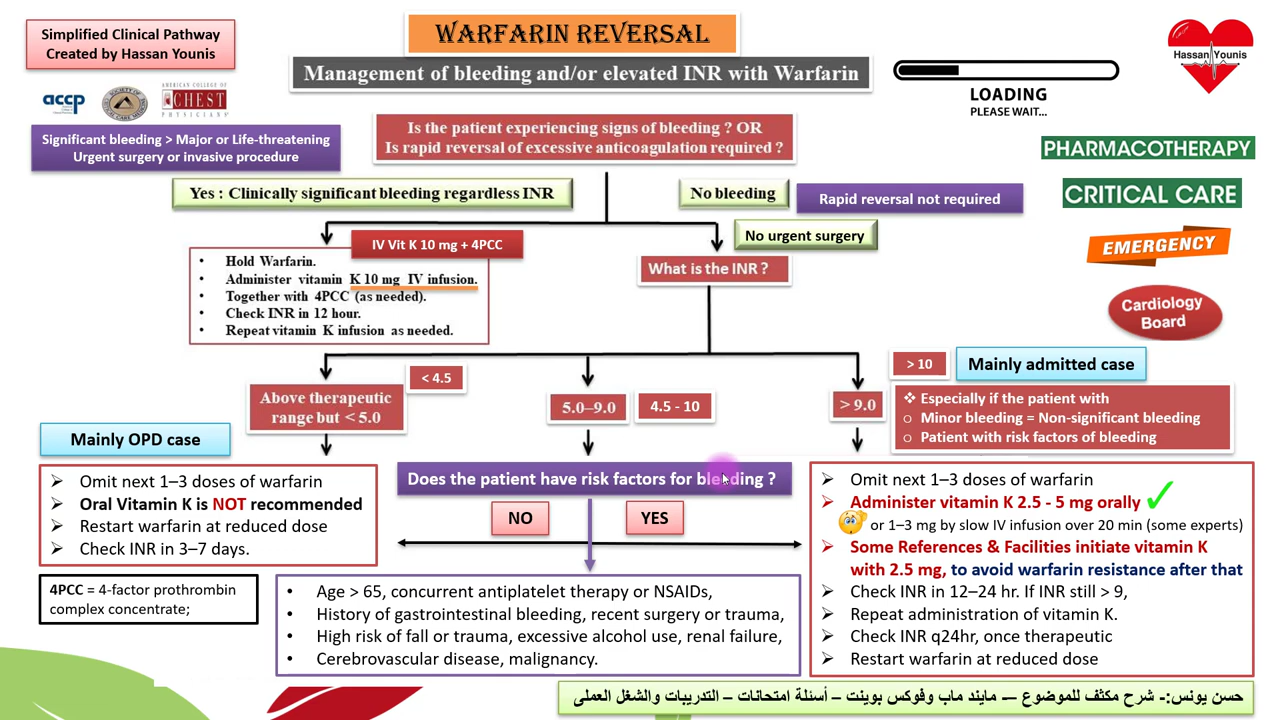 Simplified Clinical Pathway
Created by Hassan Younis
WARFARIN REVERSAL
Management of bleeding and/or elevated INR with Warfarin
Hassan Younis
LOADING
PLEASE WAIT...
accp
AMERICAN COLLEGE OF
CHEST
PHYSICIANS
Significant bleeding > Major or Life-threatening
Urgent surgery or invasive procedure
Is the patient experiencing signs of bleeding ? OR
Is rapid reversal of excessive anticoagulation required ?
PHARMACOTHERAPY
CRITICAL CARE
EMERGENCY
Cardiology
Board
Yes : Clinically significant bleeding regardless INR
No bleeding
Rapid reversal not required
No urgent surgery
IV Vit K 10 mg + 4PCC
• Hold Warfarin.
• Administer vitamin K 10 mg IV infusion.
• Together with 4PCC (as needed).
• Check INR in 12 hour.
• Repeat vitamin K infusion as needed.
What is the INR ?
< 4.5
Above therapeutic
range but < 5.0
5.0–9.0
4.5 - 10
> 9.0
> 10
Mainly admitted case
❖ Especially if the patient with
o Minor bleeding = Non-significant bleeding
o Patient with risk factors of bleeding
Mainly OPD case
➢ Omit next 1–3 doses of warfarin
➢ Oral Vitamin K is NOT recommended
➢ Restart warfarin at reduced dose
➢ Check INR in 3–7 days.
4PCC = 4-factor prothrombin
complex concentrate;
Does the patient have risk factors for bleeding ?
NO
YES
• Age > 65, concurrent antiplatelet therapy or NSAIDs,
• History of gastrointestinal bleeding, recent surgery or trauma,
• High risk of fall or trauma, excessive alcohol use, renal failure,
• Cerebrovascular disease, malignancy.
➢ Omit next 1–3 doses of warfarin
➢ Administer vitamin K 2.5 - 5 mg orally ✓
or 1–3 mg by slow IV infusion over 20 min (some experts)
➢ Some References & Facilities initiate vitamin K
with 2.5 mg, to avoid warfarin resistance after that
➢ Check INR in 12–24 hr. If INR still > 9,
➢ Repeat administration of vitamin K.
➢ Check INR q24hr, once therapeutic
➢ Restart warfarin at reduced dose
حسن يونس:- شرح مكثف للموضوع — مايند ماب وفوكس بوينت – أسئلة امتحانات – التدريبات والشغل العملى